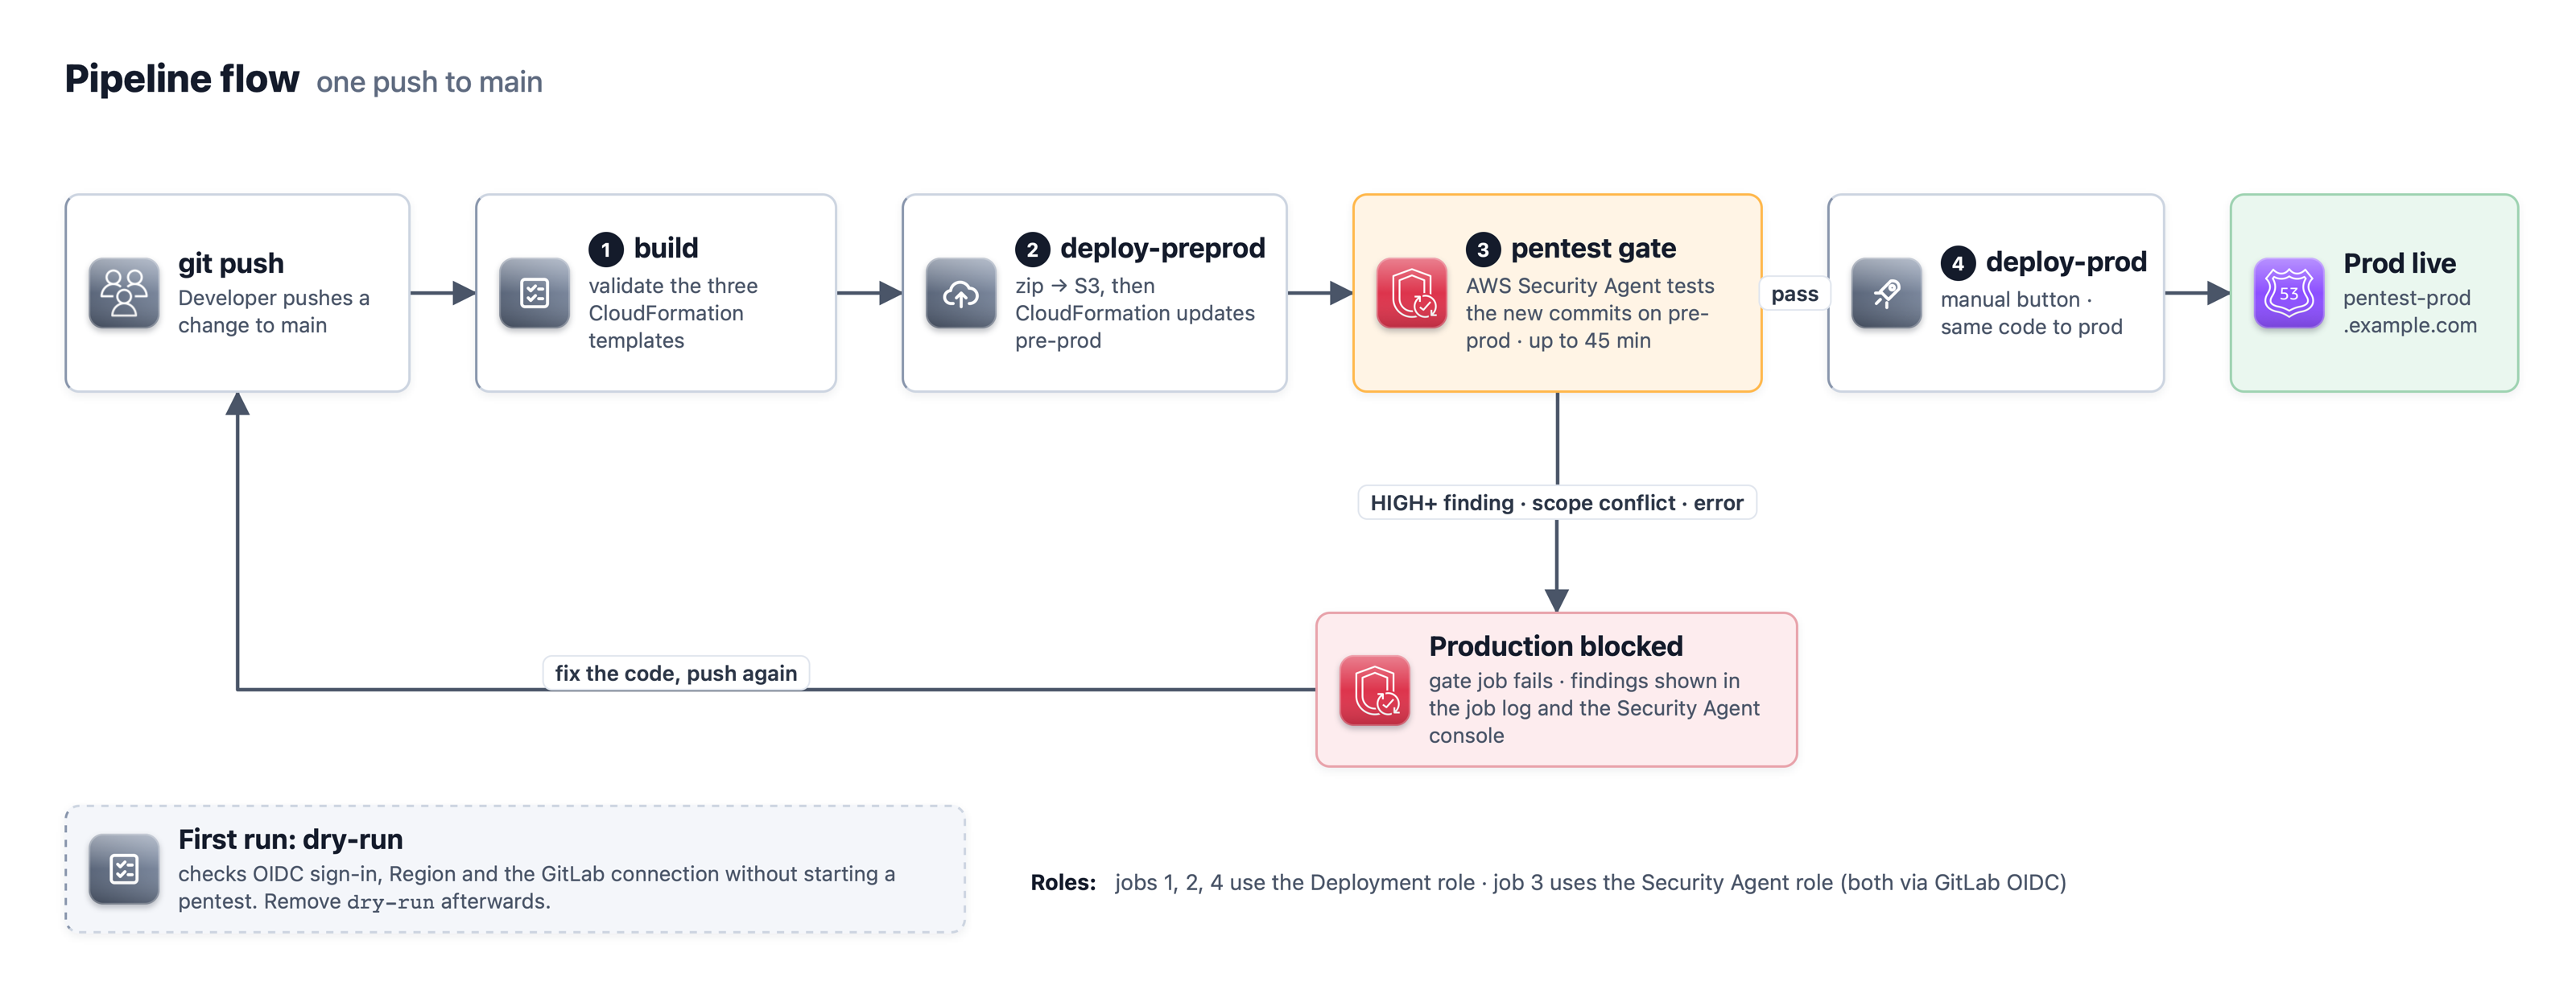 Pipeline flow one push to main
git push
Developer pushes a
change to main
1 build
validate the three
CloudFormation
templates
2 deploy-preprod
zip → S3, then
CloudFormation updates
pre-prod
3 pentest gate
AWS Security Agent tests
the new commits on pre-
prod · up to 45 min
pass
4 deploy-prod
manual button ·
same code to prod
53
Prod live
pentest-prod
.example.com
HIGH+ finding · scope conflict · error
Production blocked
gate job fails · findings shown in
the job log and the Security Agent
console
fix the code, push again
First run: dry-run
checks OIDC sign-in, Region and the GitLab connection without starting a
pentest. Remove dry-run afterwards.
Roles: jobs 1, 2, 4 use the Deployment role · job 3 uses the Security Agent role (both via GitLab OIDC)